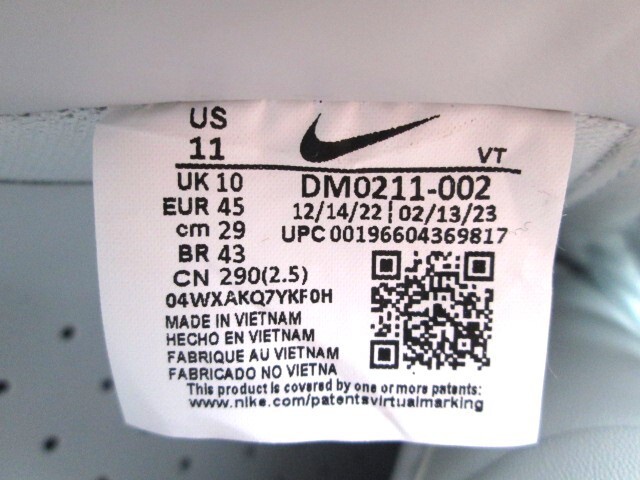 US
11
VT
UK 10
EUR 45
cm 29
BR 43
CN 290(2.5)
04WXAKQ7YKF0H
DM0211-002
12/14/22 | 02/13/23
UPC 00196604369817
MADE IN VIETNAM
HECHO EN VIETNAM
FABRIQUE AU VIETNAM
FABRICADO NO VIETNA
This product is covered by one or more patents:
www.nike.com/patentsvirtualmarking